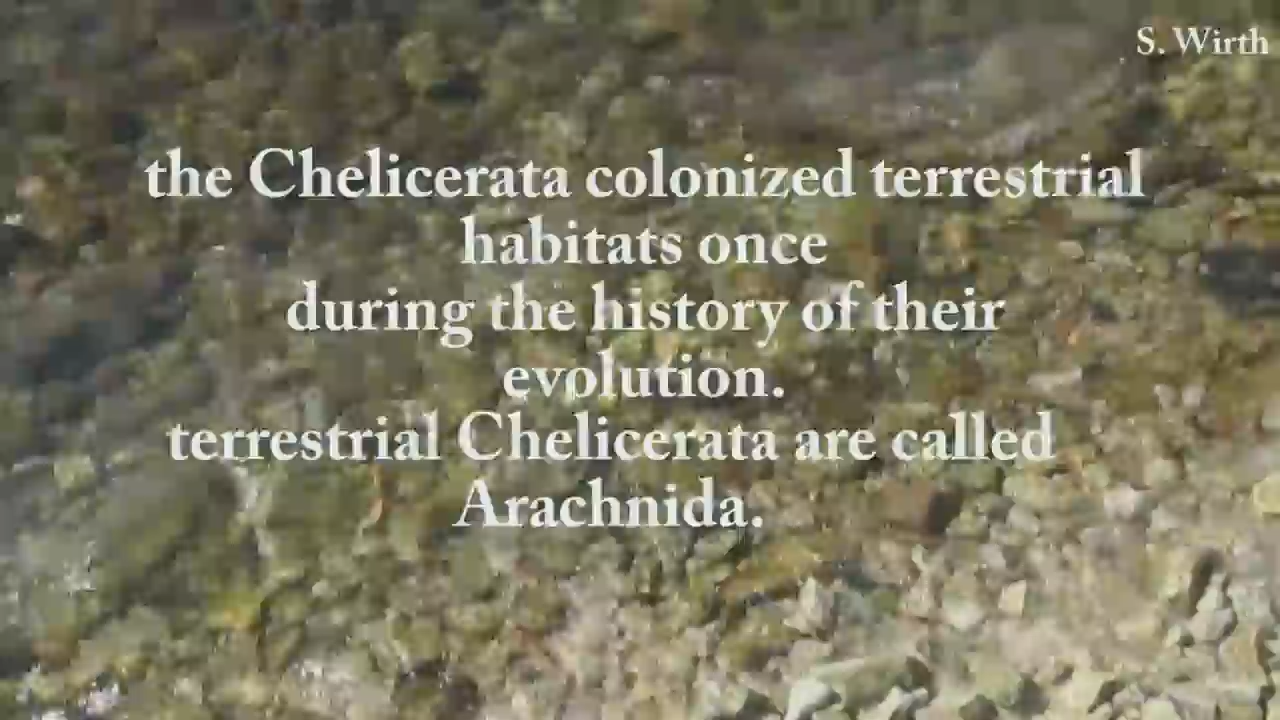 S. Wirth
the Chelicerata colonized terrestrial
habitats once
during the history of their
evolution.
terrestrial Chelicerata are called
Arachnida.